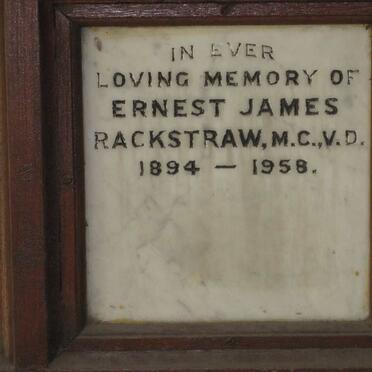 IN EVER
LOVING MEMORY OF
ERNEST JAMES
RACKSTRAW, M.C., V.D.
1894 — 1958.